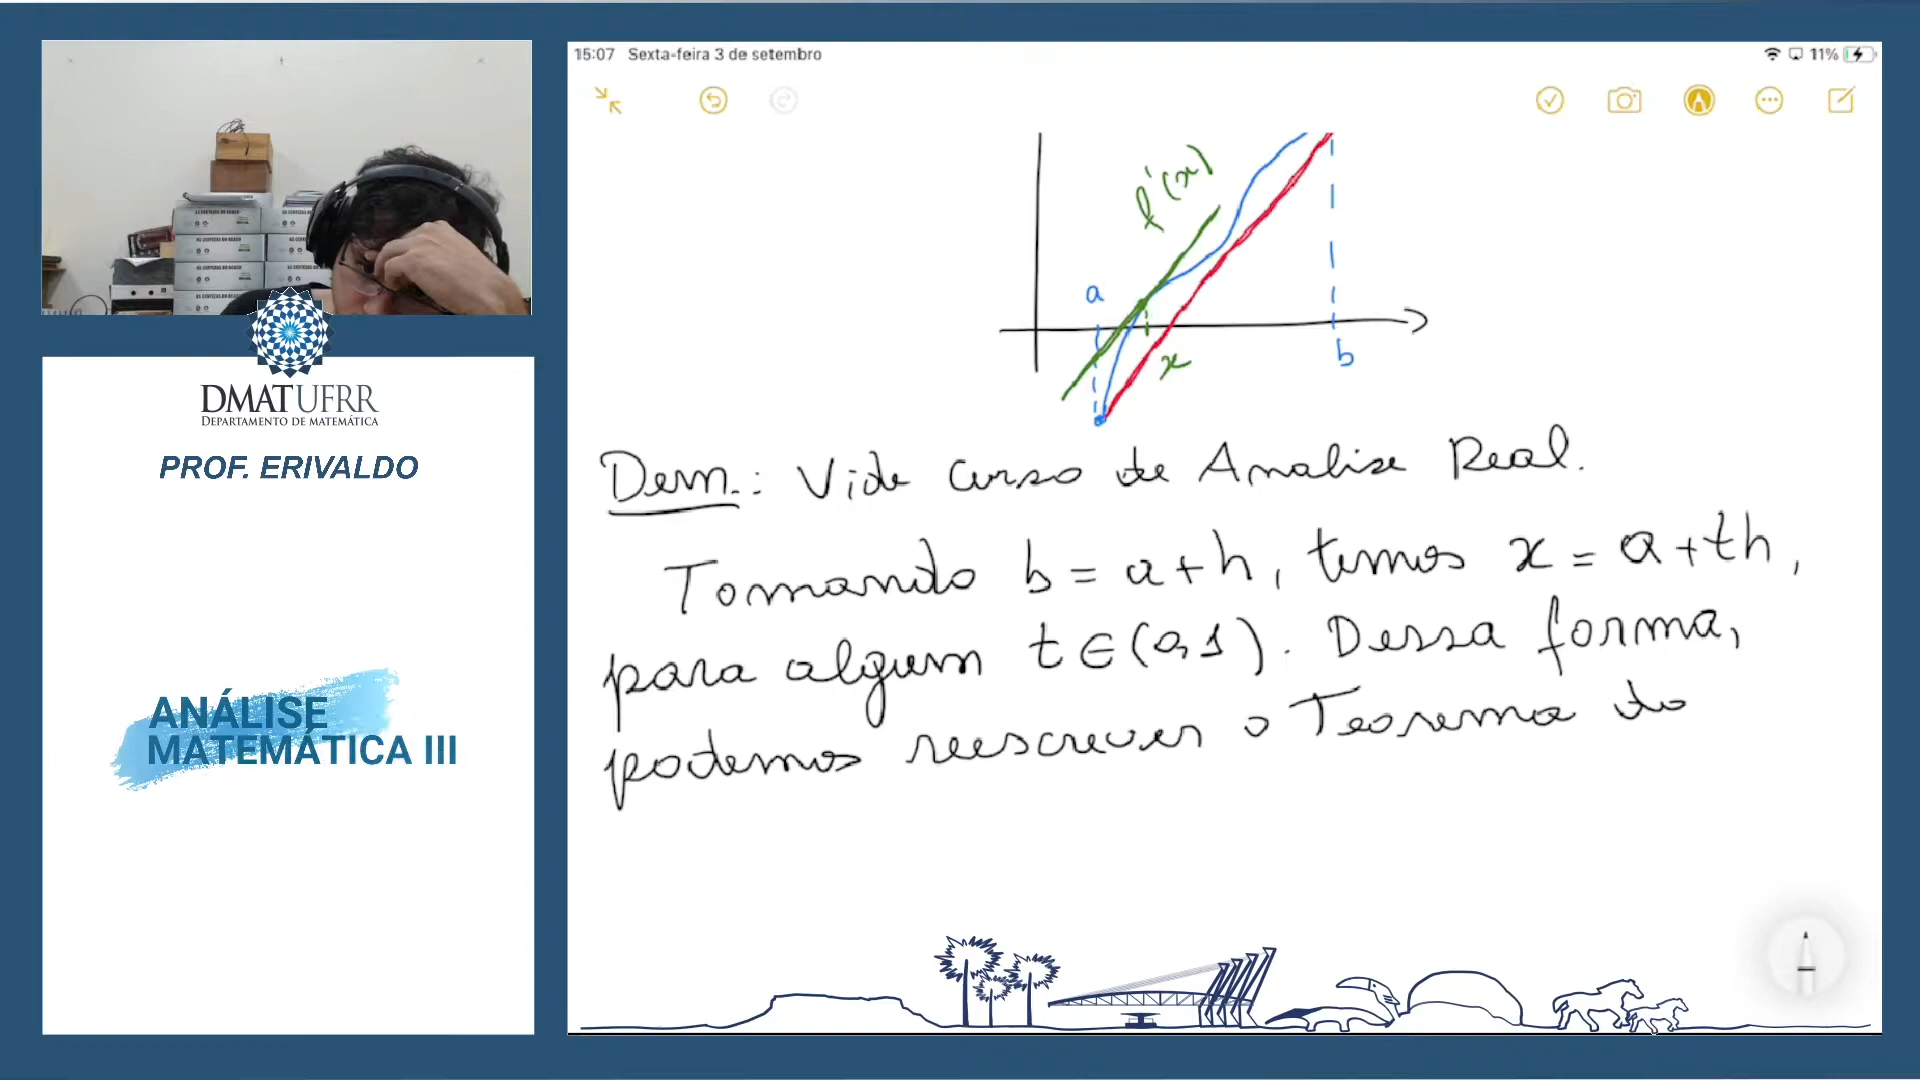 15:07 Sexta-feira 3 de setembro
11%
f'(x)
a
x
b
DMATUFRR
DEPARTAMENTO DE MATEMÁTICA
PROF. ERIVALDO
ANÁLISE
MATEMÁTICA III
Dem.: Vide Curso de Analise Real.
Tomando b = a+h, temos x = a+th,
para algum t ∈ (0,1). Dessa forma,
podemos reescrever o Teorema do